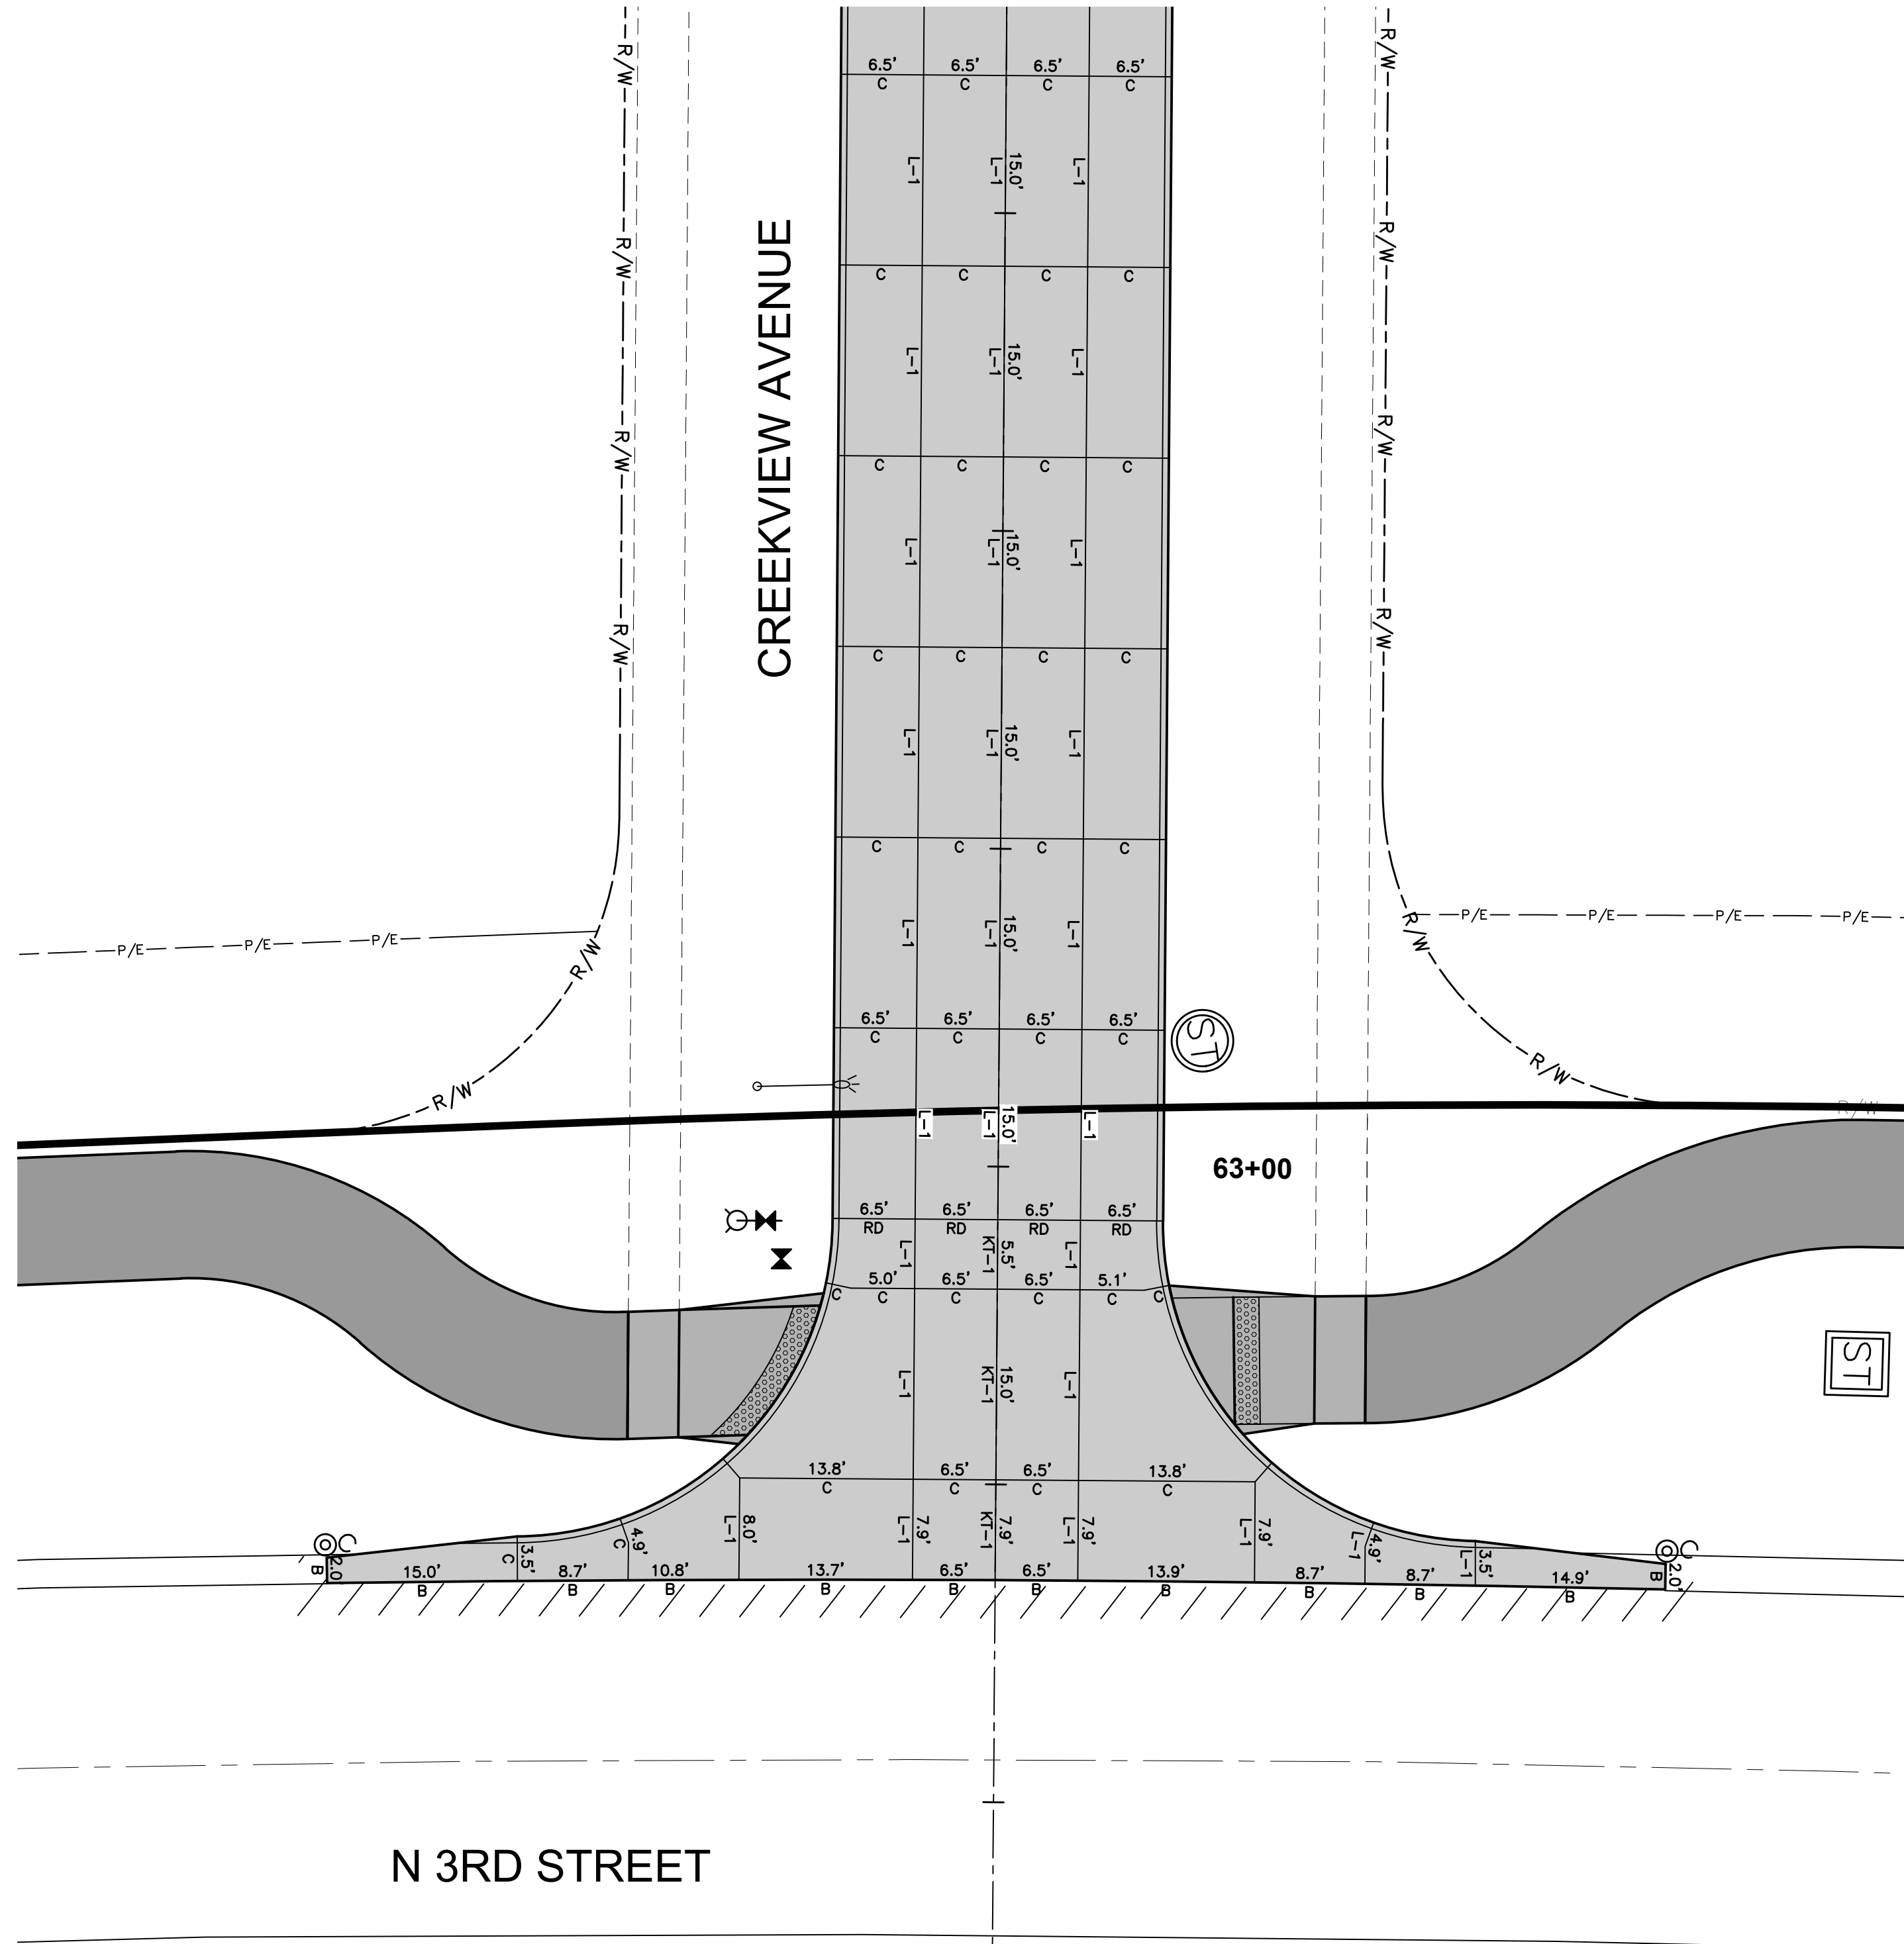 R/W R/W
6.5' 6.5' 6.5' 6.5'
C C C C
L-1 L-1 15.0' L-1
CREEKVIEW AVENUE
R/W R/W
C C C C
L-1 L-1 15.0' L-1
R/W R/W
C C C C
L-1 L-1 15.0' L-1
R/W R/W
C C C C
L-1 L-1 15.0' L-1
C C C C
P/E P/E P/E P/E P/E P/E P/E
R/W R/W
L-1 L-1 15.0' L-1
6.5' 6.5' 6.5' 6.5'
C C C C
ST
R/W R/W
R/W
L-1 L-1 15.0' L-1
63+00
6.5' 6.5' 6.5' 6.5'
RD RD RD RD
L-1 KT-1 5.5' L-1
5.0' 6.5' 6.5' 5.1'
C C C C C C
L-1 KT-1 15.0' L-1
ST
13.8' 6.5' 6.5' 13.8'
C C C C
C 3.5' C 4.9' L-1 8.0' L-1 7.9' KT-1 7.9' L-1 7.9' L-1 7.9' L-1 4.9' L-1 3.5'
C B 2.0' C B 2.0'
15.0' 8.7' 10.8' 13.7' 6.5' 6.5' 13.9' 8.7' 8.7' 14.9'
B B B B B B B B B B
N 3RD STREET